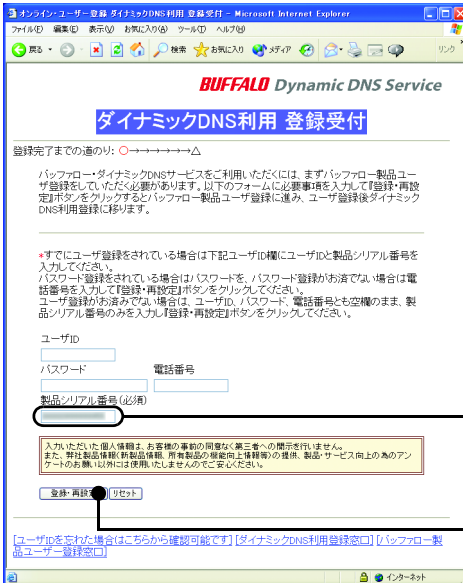 オンライン・ユーザー登録 ダイナミックDNS利用 登録受付 - Microsoft Internet Explorer
ファイル(F) 編集(E) 表示(V) お気に入り(A) ツール(T) ヘルプ(H)
戻る 検索 お気に入り メディア リンク
BUFFALO Dynamic DNS Service
ダイナミックDNS利用 登録受付
登録完了までの道のり: ○→→→→→→△
バッファロー・ダイナミックDNSサービスをご利用いただくには、まずバッファロー製品ユー
ザ登録をしていただく必要があります。以下のフォームに必要事項を入力して『登録・再設
定』ボタンをクリックするとバッファロー製品ユーザ登録に進み、ユーザ登録後ダイナミック
DNS利用登録に移ります。
*すでにユーザ登録をされている場合は下記ユーザID欄にユーザIDと製品シリアル番号を
入力してください。
パスワード登録をされている場合はパスワードを、パスワード登録がお済でない場合は電
話番号を入力して『登録・再設定』ボタンをクリックしてください。
ユーザ登録がお済みでない場合は、ユーザID、パスワード、電話番号とも空欄のまま、製
品シリアル番号のみを入力し『登録・再設定』ボタンをクリックしてください。
ユーザID
パスワード 電話番号
製品シリアル番号(必須)
入力いただいた個人情報は、お客様の事前の同意なく第三者への開示を行いません。
また、弊社製品情報(新製品情報、所有製品の機能向上情報等)の提供、製品・サービス向上の為のアン
ケートのお願い以外には使用いたしませんのでご安心ください。
登録・再設 リセット
[ユーザIDを忘れた場合はこちらから確認可能です] [ダイナミックDNS利用登録窓口] [バッファロー製
品ユーザー登録窓口]
インターネット